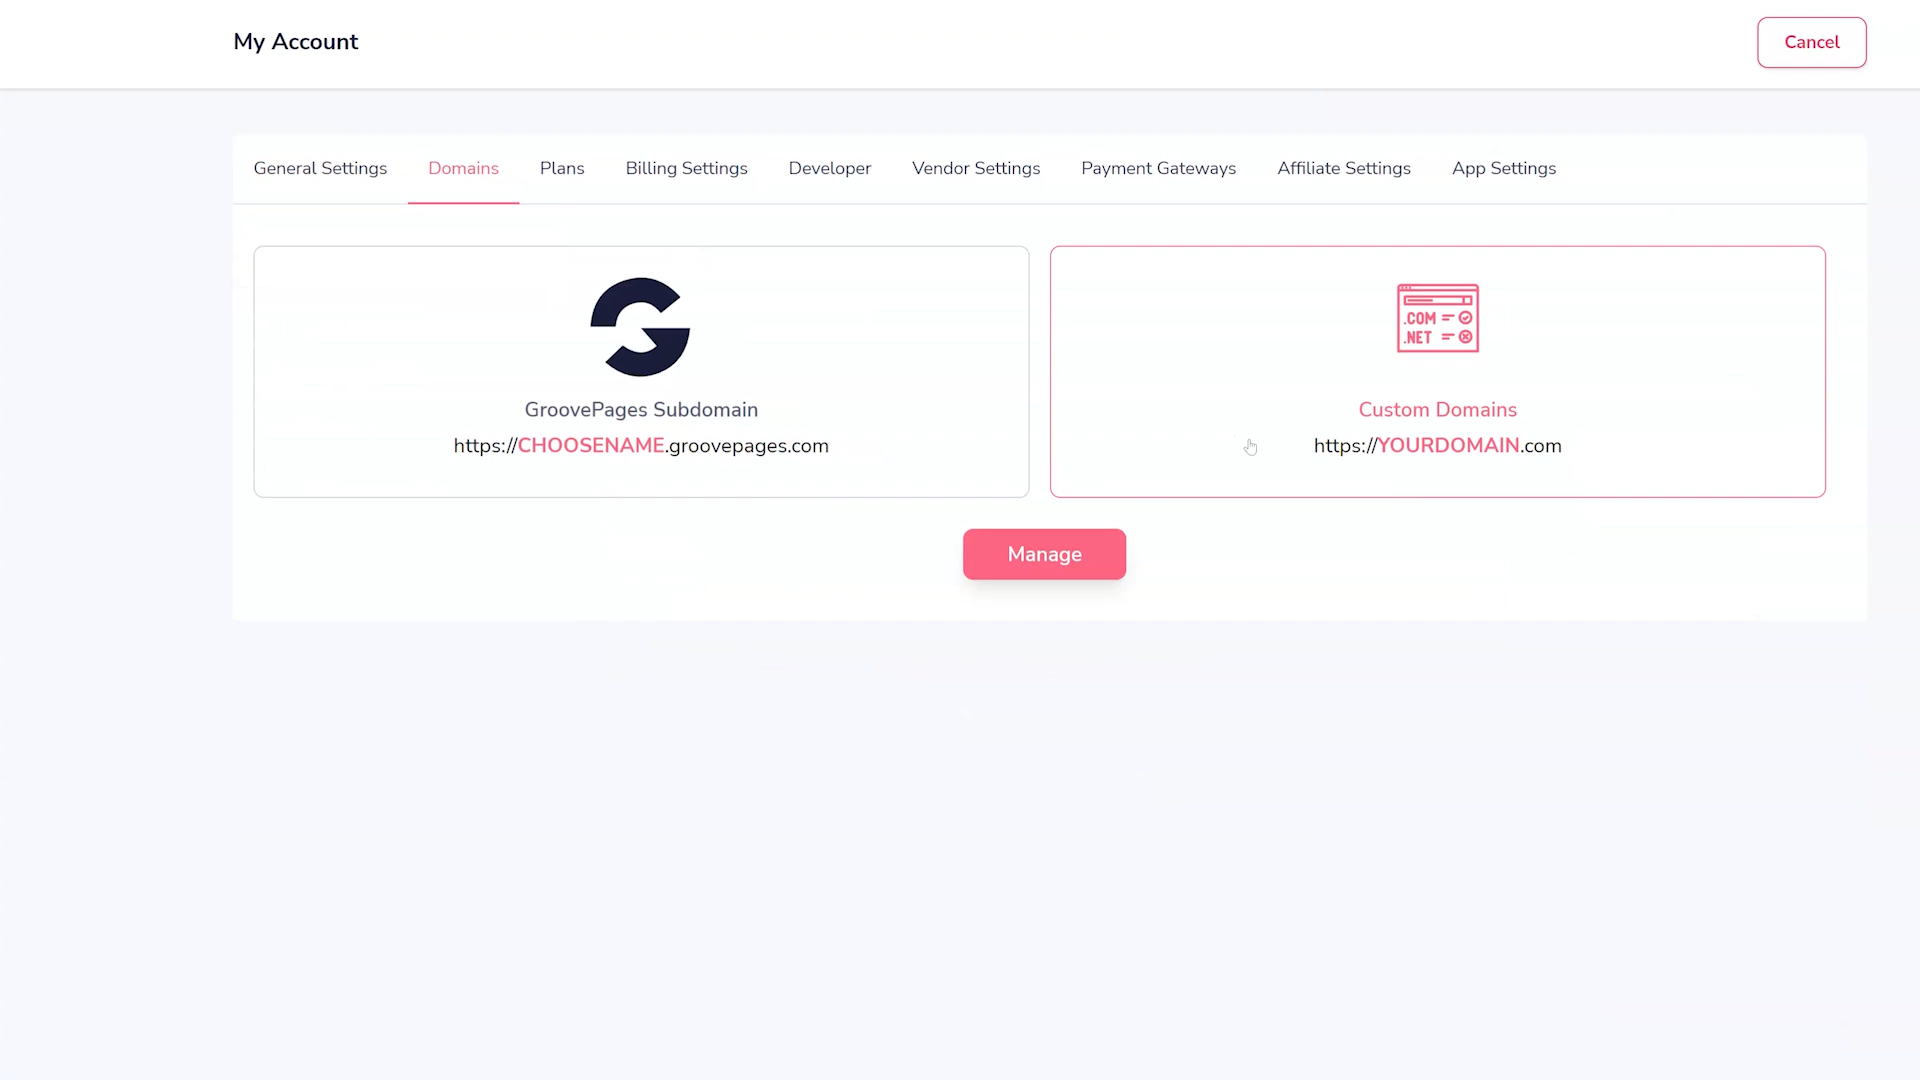 My Account
Cancel
General Settings Domains Plans Billing Settings Developer Vendor Settings Payment Gateways Affiliate Settings App Settings
.COM
.NET
GroovePages Subdomain
https://CHOOSENAME.groovepages.com
Custom Domains
https://YOURDOMAIN.com
Manage